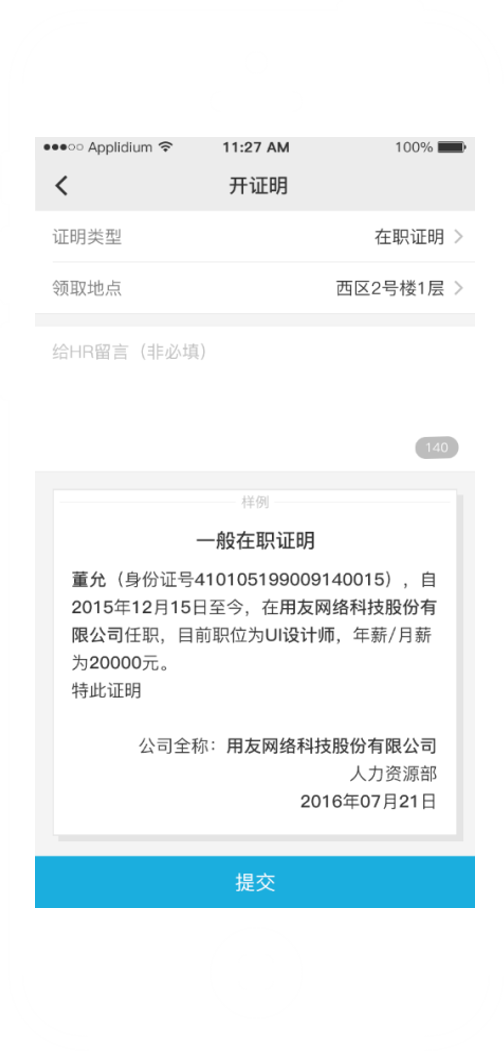 Applidium 11:27 AM 100%
开证明
证明类型 在职证明
领取地点 西区2号楼1层
给HR留言（非必填）
140
样例
一般在职证明
董允（身份证号410105199009140015），自
2015年12月15日至今，在用友网络科技股份有
限公司任职，目前职位为UI设计师，年薪/月薪
为20000元。
特此证明
公司全称：用友网络科技股份有限公司
人力资源部
2016年07月21日
提交